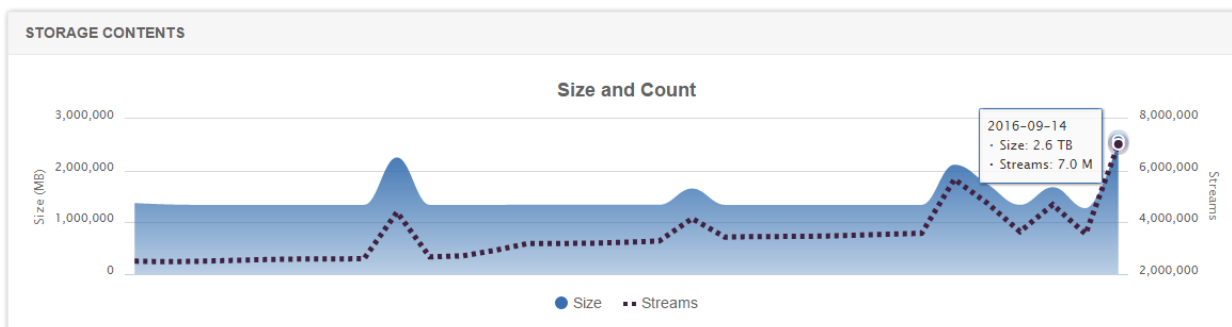 STORAGE CONTENTS
Size and Count
3,000,000
2,000,000
1,000,000
0
Size (MB)
2016-09-14
· Size: 2.6 TB
· Streams: 7.0 M
8,000,000
6,000,000
4,000,000
2,000,000
Streams
Size
Streams